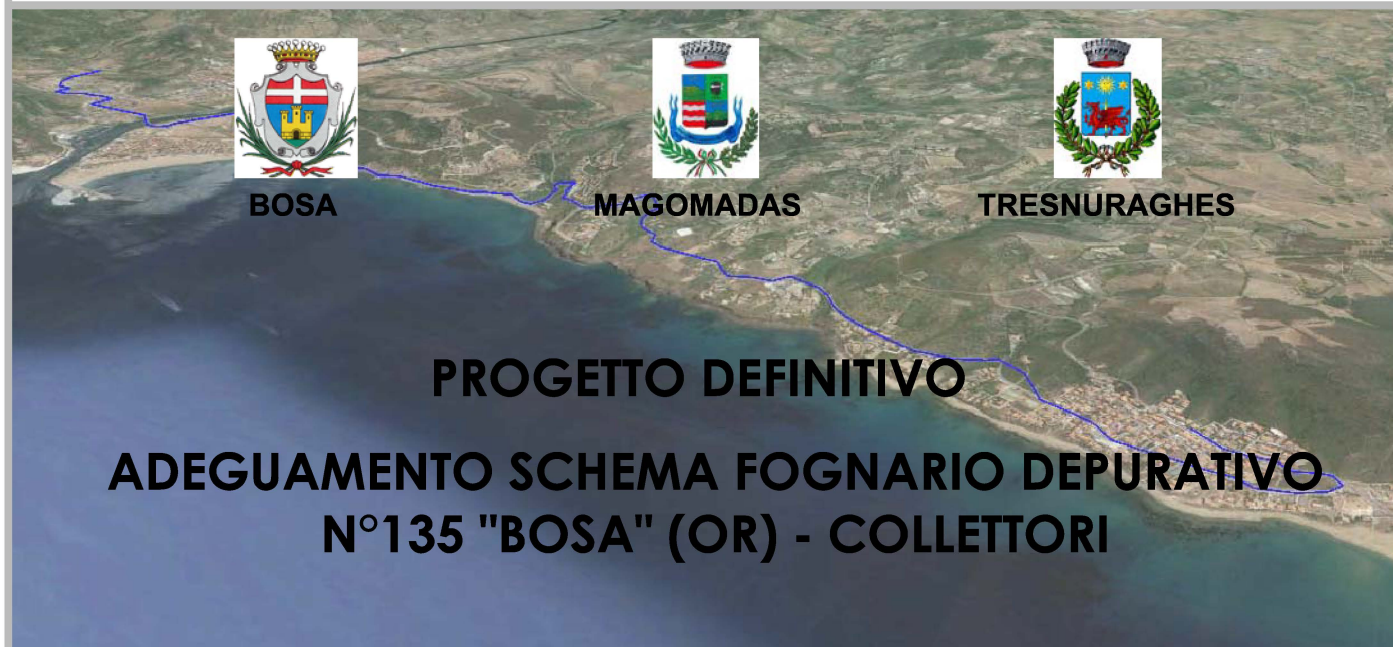 BOSA
MAGOMADAS
TRESNURAGHES
PROGETTO DEFINITIVO
ADEGUAMENTO SCHEMA FOGNARIO DEPURATIVO
N°135 "BOSA" (OR) - COLLETTORI